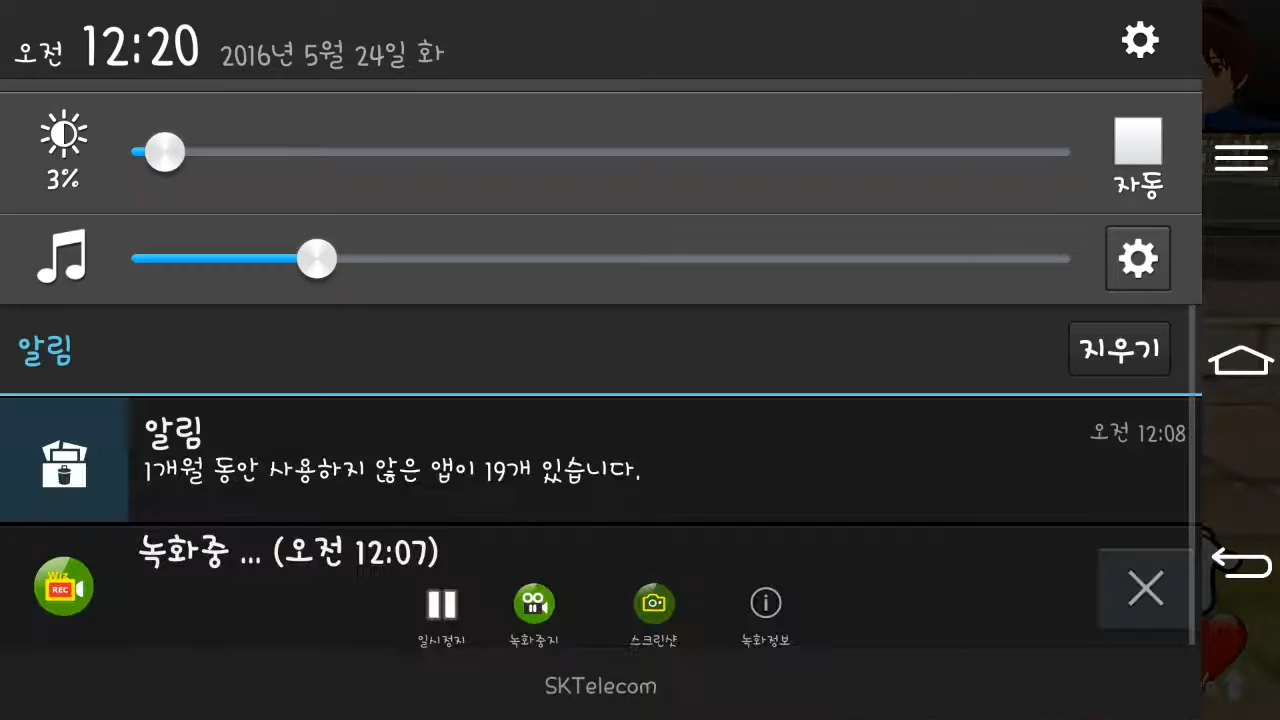 오전 12:20 2016년 5월 24일 화
3%
자동
알림 지우기
알림 오전 12:08
1개월 동안 사용하지 않은 앱이 19개 있습니다.
녹화중 ... (오전 12:07)
Wiz
REC
일시정지 녹화중지 스크린샷 녹화정보
SKTelecom